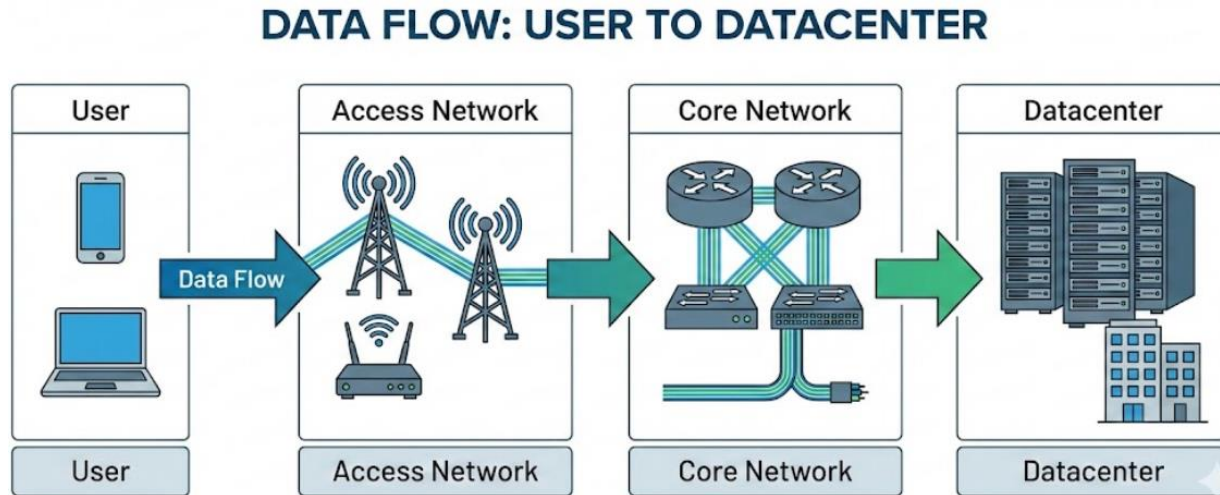 DATA FLOW: USER TO DATACENTER
User
Access Network
Core Network
Datacenter
Data Flow
User
Access Network
Core Network
Datacenter